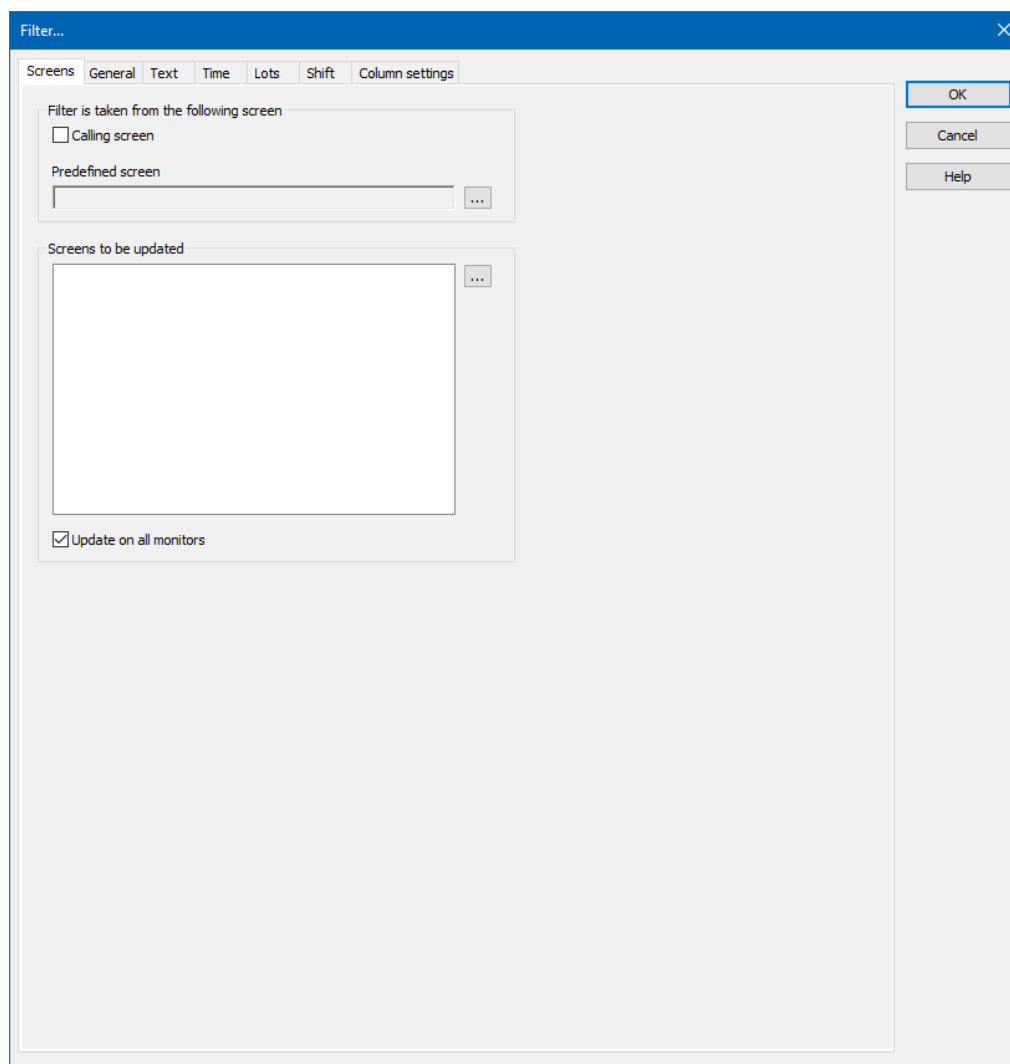 Filter...
Screens General Text Time Lots Shift Column settings
OK
Cancel
Help
Filter is taken from the following screen
Calling screen
Predefined screen
...
Screens to be updated
...
Update on all monitors